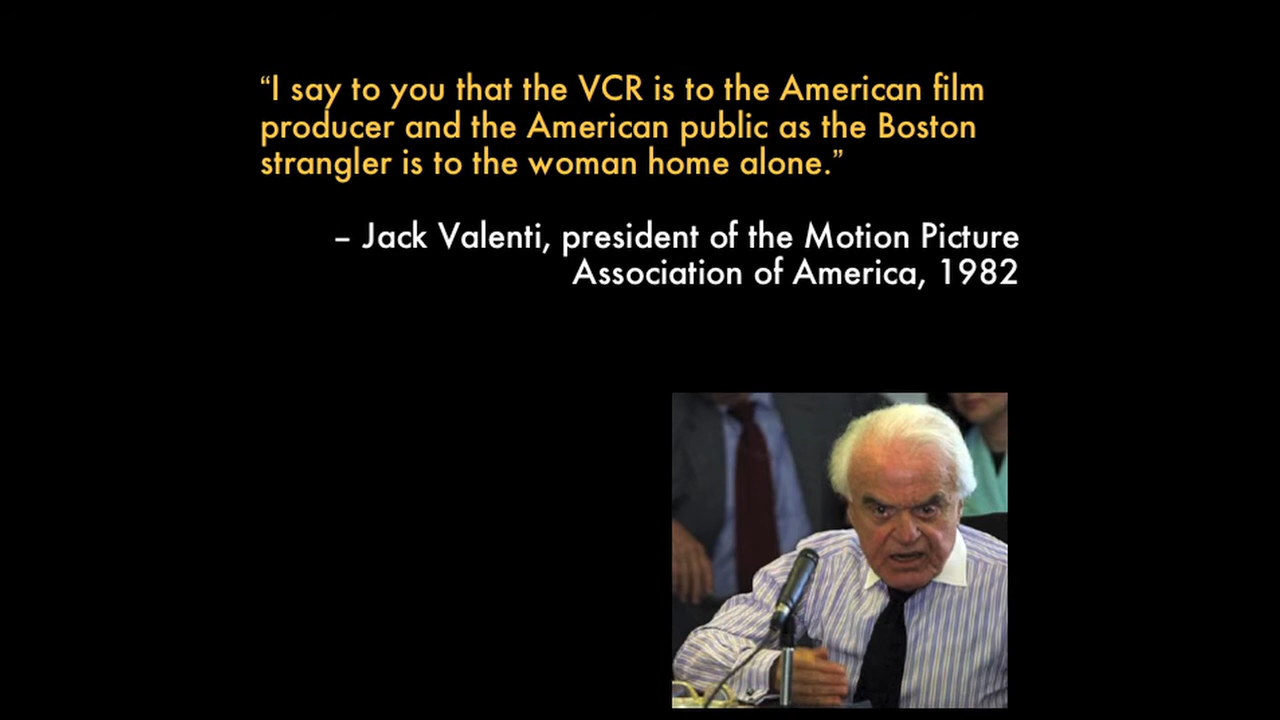 “I say to you that the VCR is to the American film
producer and the American public as the Boston
strangler is to the woman home alone.”
– Jack Valenti, president of the Motion Picture
Association of America, 1982